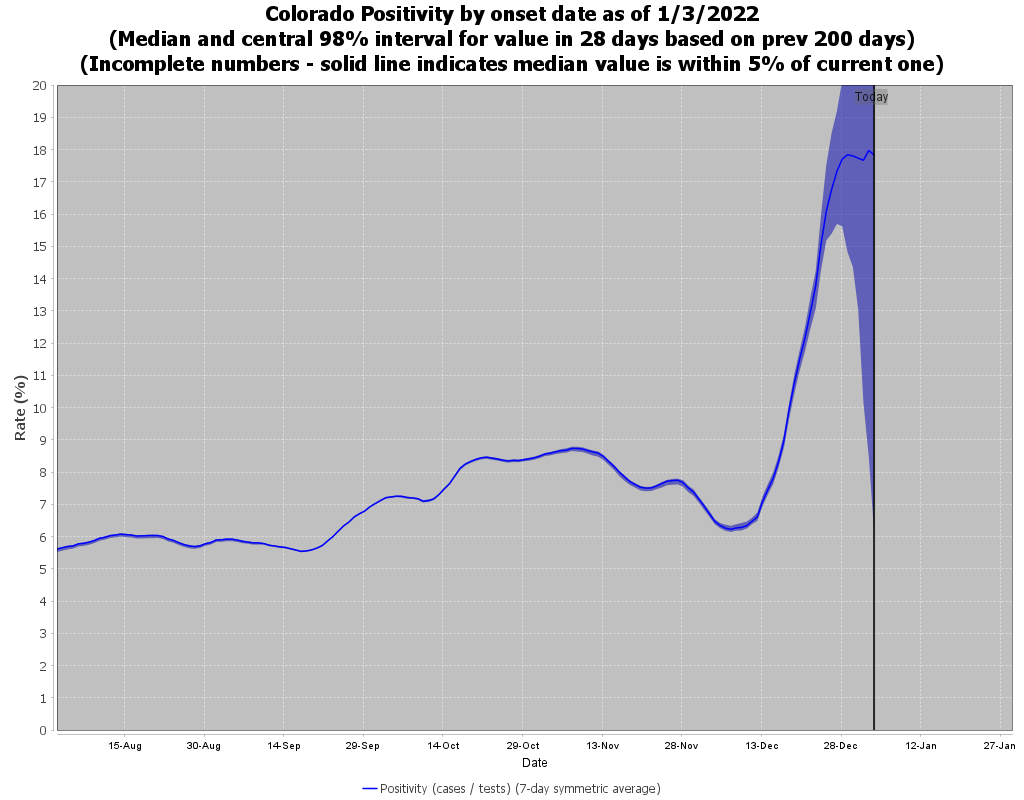 Colorado Positivity by onset date as of 1/3/2022
(Median and central 98% interval for value in 28 days based on prev 200 days)
(Incomplete numbers - solid line indicates median value is within 5% of current one)
Today
20
19
18
17
16
15
14
13
12
11
10
9
8
7
6
5
4
3
2
1
0
Rate (%)
15-Aug 30-Aug 14-Sep 29-Sep 14-Oct 29-Oct 13-Nov 28-Nov 13-Dec 28-Dec 12-Jan 27-Jan
Date
Positivity (cases / tests) (7-day symmetric average)